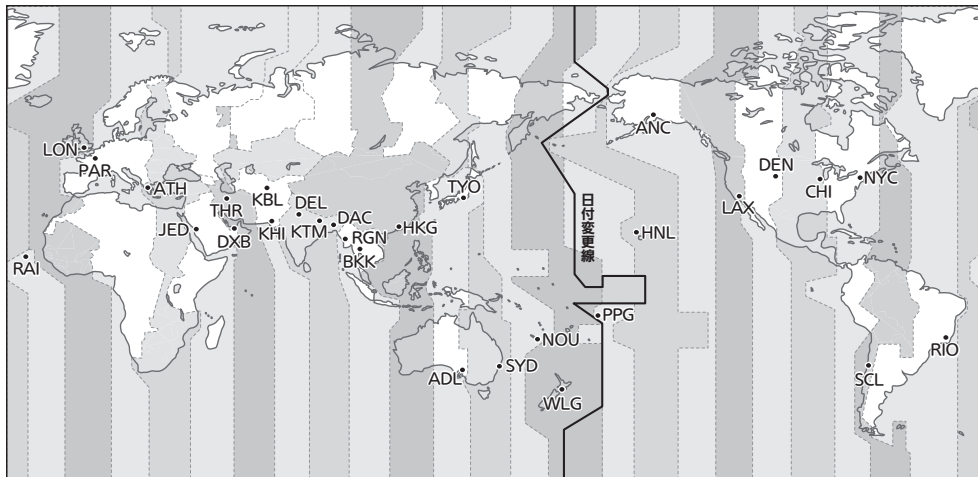 LON
PAR
ATH
THR
JED
DXB
RAI
KBL
KHI
DEL
KTM
DAC
RGN
BKK
HKG
TYO
ADL
SYD
NOU
WLG
日付変更線
PPG
HNL
ANC
LAX
DEN
CHI
NYC
SCL
RIO